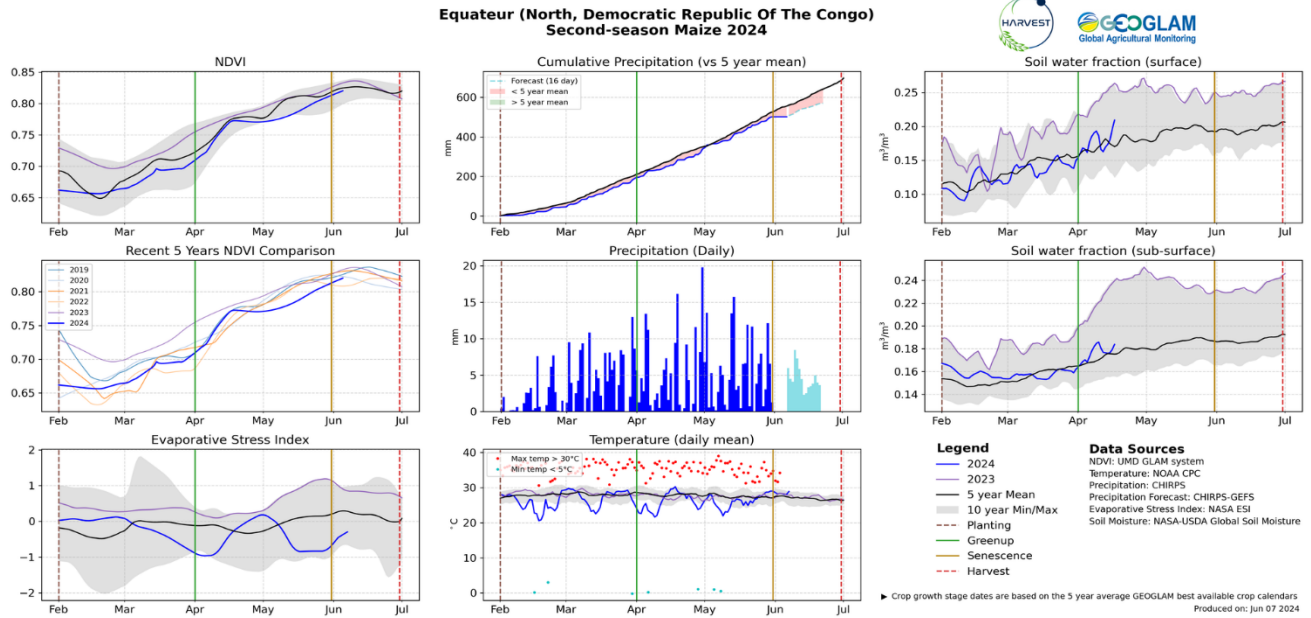 Equateur (North, Democratic Republic Of The Congo)
Second-season Maize 2024
HARVEST
GEOGLAM
Global Agricultural Monitoring
NDVI
0.85
0.80
0.75
0.70
0.65
Feb Mar Apr May Jun Jul
Cumulative Precipitation (vs 5 year mean)
Forecast (16 day)
< 5 year mean
> 5 year mean
600
400
200
0
mm
Feb Mar Apr May Jun Jul
Soil water fraction (surface)
0.25
0.20
0.15
0.10
m³/m³
Feb Mar Apr May Jun Jul
Recent 5 Years NDVI Comparison
2019
2020
2021
2022
2023
2024
0.80
0.75
0.70
0.65
Feb Mar Apr May Jun Jul
Precipitation (Daily)
20
15
10
5
0
mm
Feb Mar Apr May Jun Jul
Soil water fraction (sub-surface)
0.24
0.22
0.20
0.18
0.16
0.14
m³/m³
Feb Mar Apr May Jun Jul
Evaporative Stress Index
2
1
0
−1
−2
Feb Mar Apr May Jun Jul
Temperature (daily mean)
Max temp > 30°C
Min temp < 5°C
40
30
20
10
0
°C
Feb Mar Apr May Jun Jul
Legend
2024
2023
5 year Mean
10 year Min/Max
Planting
Greenup
Senescence
Harvest
Data Sources
NDVI: UMD GLAM system
Temperature: NOAA CPC
Precipitation: CHIRPS
Precipitation Forecast: CHIRPS-GEFS
Evaporative Stress Index: NASA ESI
Soil Moisture: NASA-USDA Global Soil Moisture
► Crop growth stage dates are based on the 5 year average GEOGLAM best available crop calendars
Produced on: Jun 07 2024